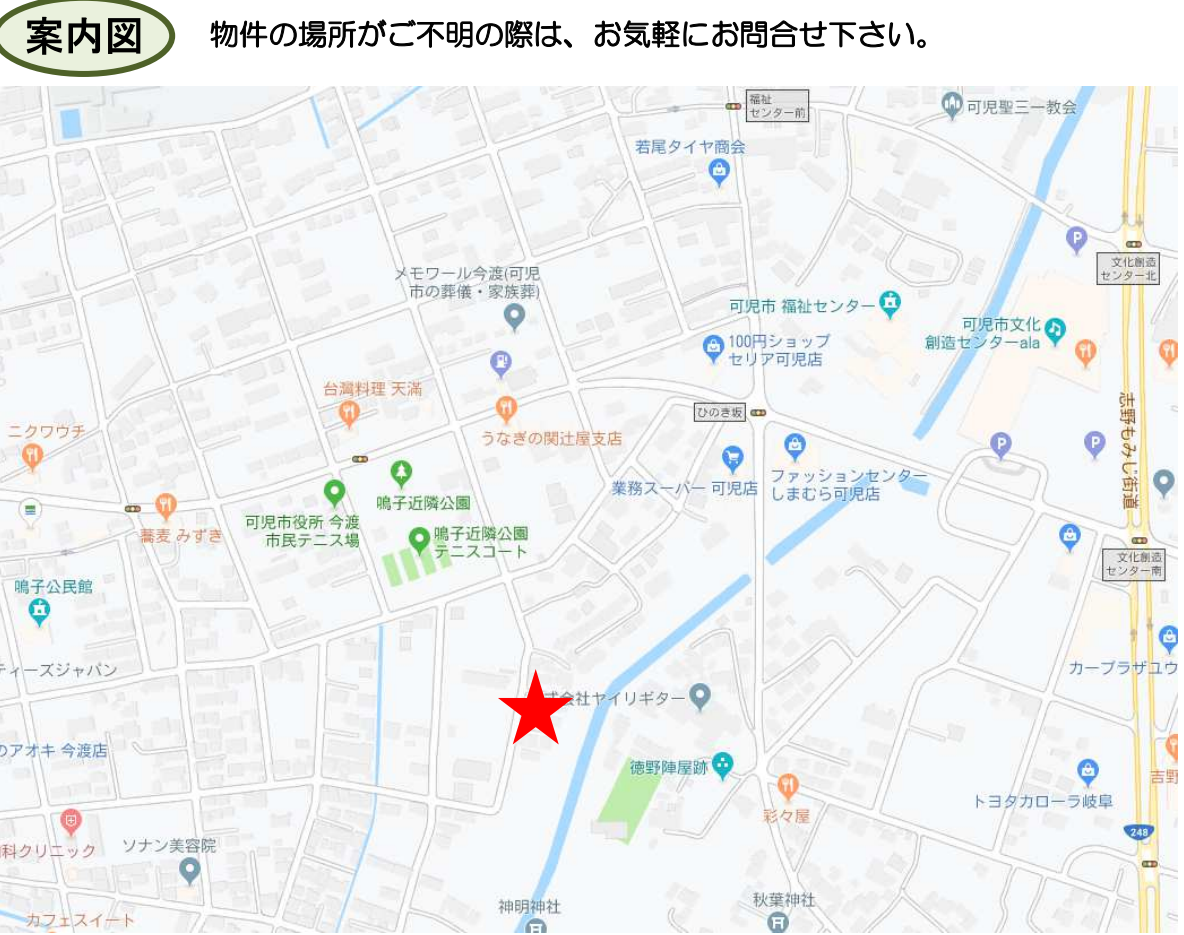 案内図
物件の場所がご不明の際は、お気軽にお問合せ下さい。
福祉
センター前
可児聖三一教会
若尾タイヤ商会
P
文化創造
センター北
メモワール今渡(可児
市の葬儀・家族葬)
可児市 福祉センター
可児市文化
創造センターala
100円ショップ
セリア可児店
台灣料理 天滿
ひのき坂
志野もみじ街道
ニクワウチ
うなぎの関辻屋支店
P
P
業務スーパー 可児店
ファッションセンター
しまむら可児店
鳴子近隣公園
可児市役所 今渡
市民テニス場
蕎麦 みずき
鳴子近隣公園
テニスコート
文化創造
センター南
鳴子公民館
ティーズジャパン
カープラザユウ
式会社ヤイリギター
のアオキ 今渡店
徳野陣屋跡
吉野
トヨタカローラ岐阜
彩々屋
248
科クリニック
ソナン美容院
神明神社
秋葉神社
カフェスイート